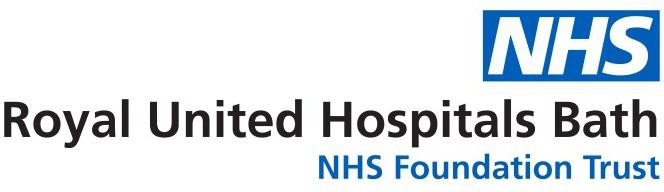 NHS
Royal United Hospitals Bath
NHS Foundation Trust